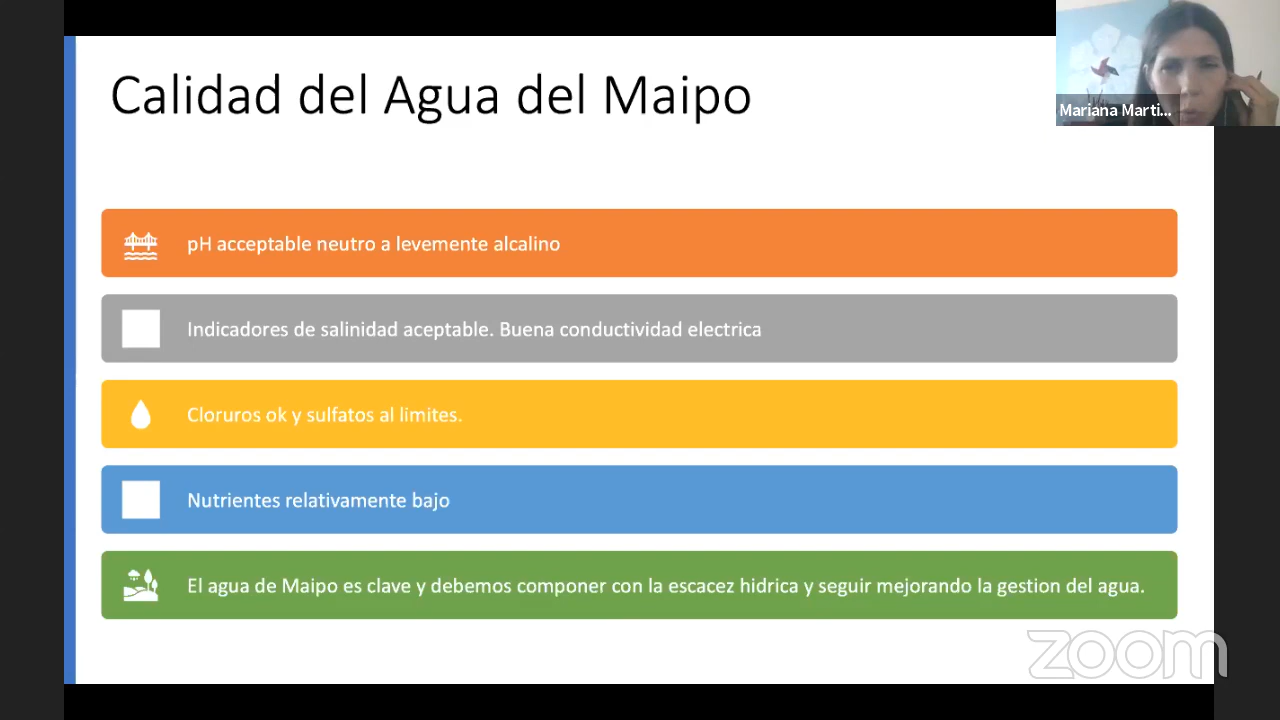 Calidad del Agua del Maipo
Mariana Marti...
pH acceptable neutro a levemente alcalino
Indicadores de salinidad aceptable. Buena conductividad electrica
Cloruros ok y sulfatos al limites.
Nutrientes relativamente bajo
El agua de Maipo es clave y debemos componer con la escacez hidrica y seguir mejorando la gestion del agua.
zoom